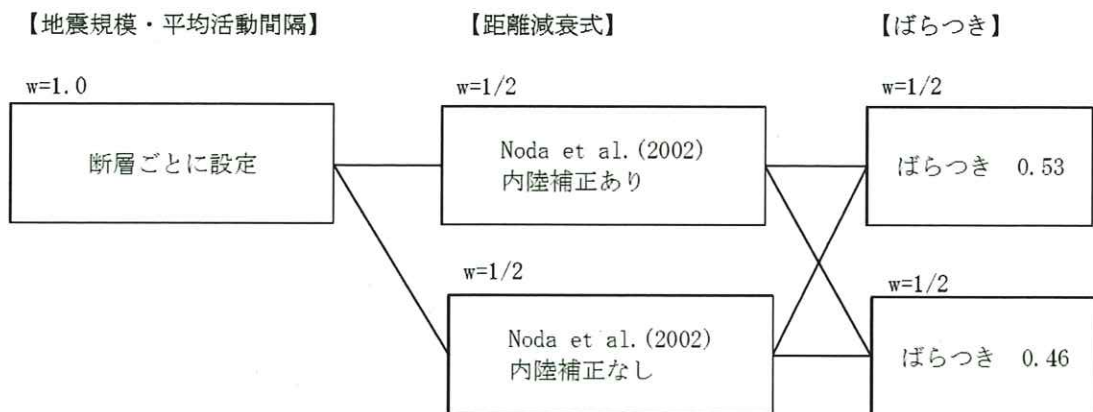 【地震規模・平均活動間隔】
【距離減衰式】
【ばらつき】
w=1.0
断層ごとに設定
w=1/2
Noda et al.(2002)
内陸補正あり
w=1/2
ばらつき 0.53
w=1/2
Noda et al.(2002)
内陸補正なし
w=1/2
ばらつき 0.46